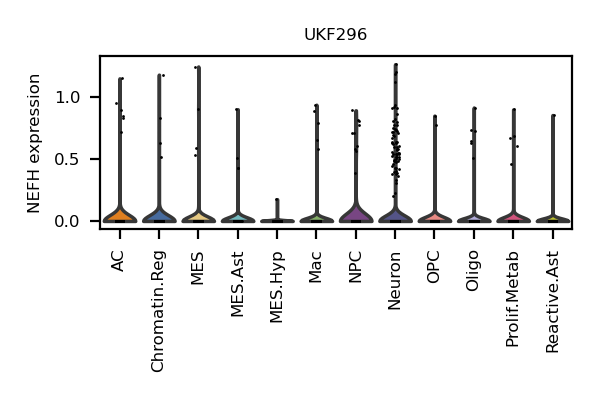 UKF296
NEFH expression
1.0
0.5
0.0
AC
Chromatin.Reg
MES
MES.Ast
MES.Hyp
Mac
NPC
Neuron
OPC
Oligo
Prolif.Metab
Reactive.Ast